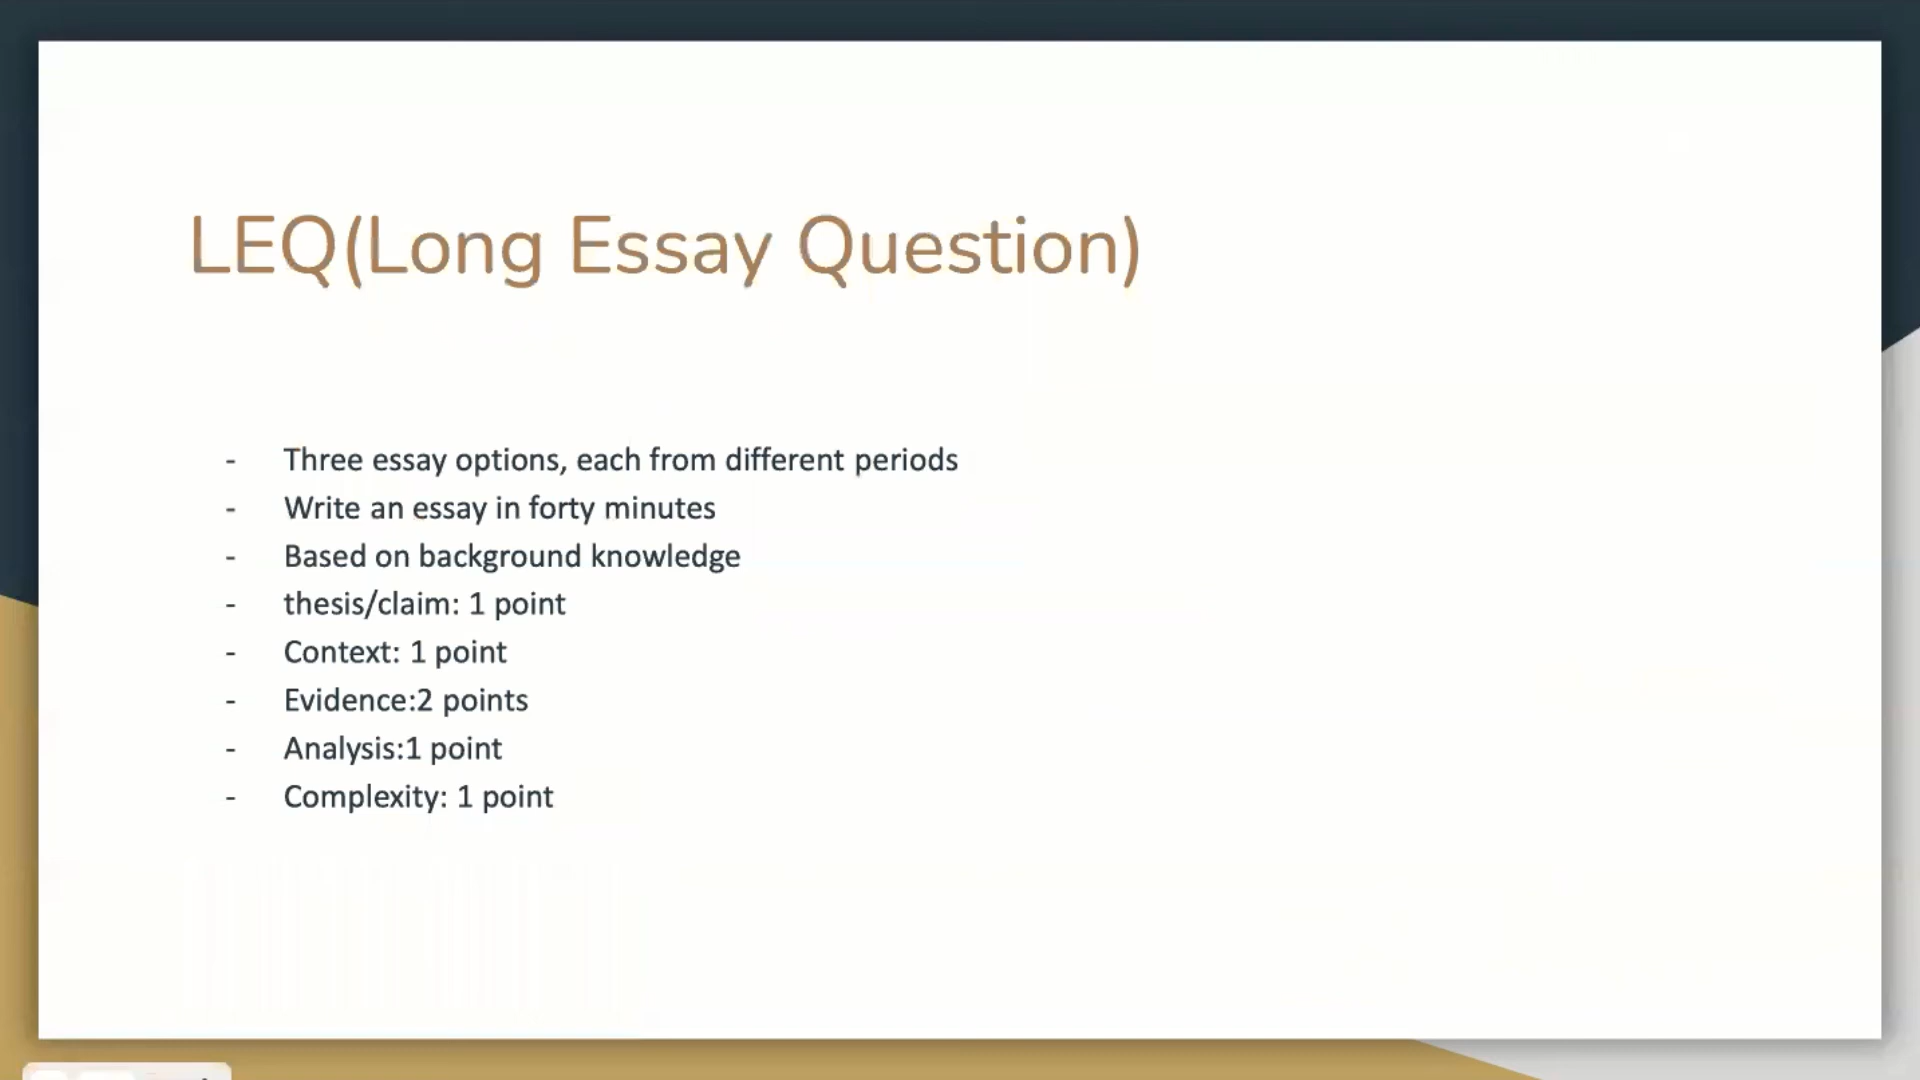 LEQ(Long Essay Question)
- Three essay options, each from different periods
- Write an essay in forty minutes
- Based on background knowledge
- thesis/claim: 1 point
- Context: 1 point
- Evidence:2 points
- Analysis:1 point
- Complexity: 1 point